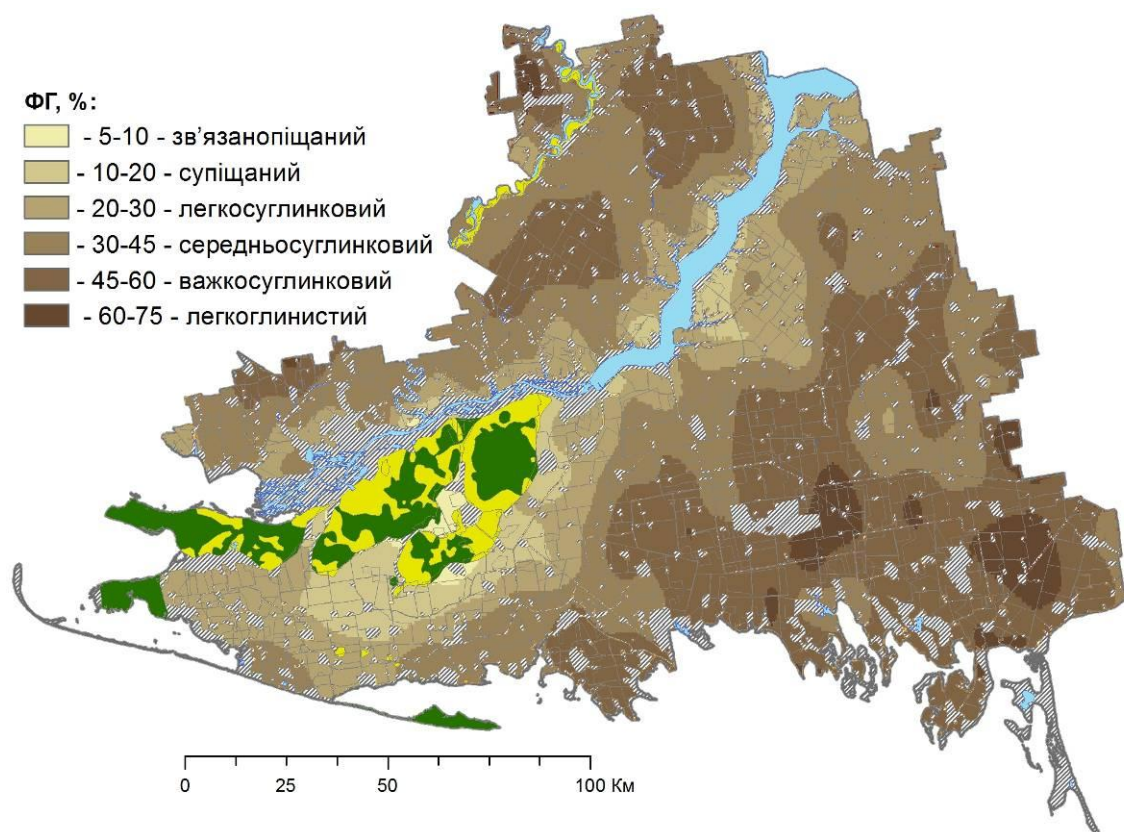 ФГ, %:
- 5-10 - зв’язанопіщаний
- 10-20 - супіщаний
- 20-30 - легкосуглинковий
- 30-45 - середньосуглинковий
- 45-60 - важкосуглинковий
- 60-75 - легкоглинистий
0 25 50 100 Км